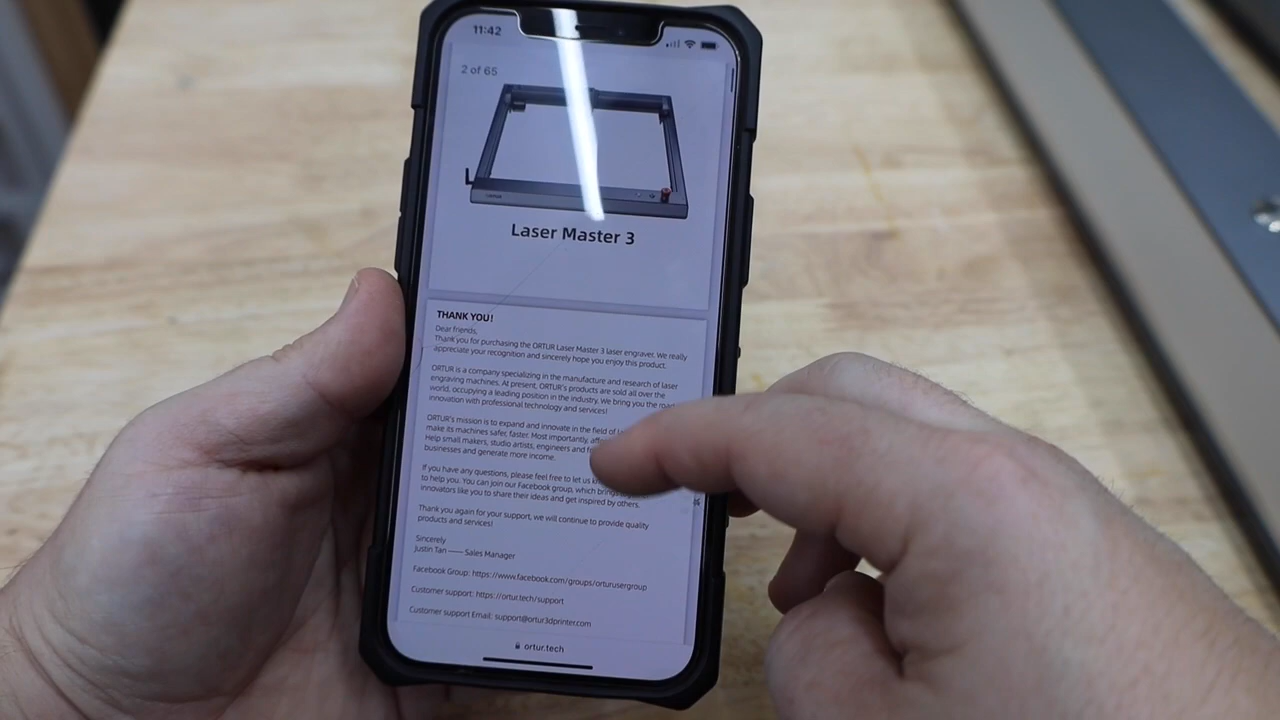 11:42
2 of 65
ORTUR
Laser Master 3
THANK YOU!
Dear friends,
Thank you for purchasing the ORTUR Laser Master 3 laser engraver. We really
appreciate your recognition and sincerely hope you enjoy this product.
ORTUR is a company specializing in the manufacture and research of laser
engraving machines. At present, ORTUR's products are sold all over the
world, occupying a leading position in the industry. We bring you the
innovation with professional technology and services!
ORTUR's mission is to expand and innovate in the field of
make its machines safer, faster. Most importantly,
Help small makers, studio artists, engineers and
businesses and generate more income.
If you have any questions, please feel free to let us
to help you. You can join our Facebook group, which brings
innovators like you to share their ideas and get inspired by others.
Thank you again for your support, we will continue to provide quality
products and services!
Sincerely
Justin Tan —— Sales Manager
Facebook Group: https://www.facebook.com/groups/orturusergroup
Customer support: https://ortur.tech/support
Customer support Email: support@ortur3dprinter.com
ortur.tech